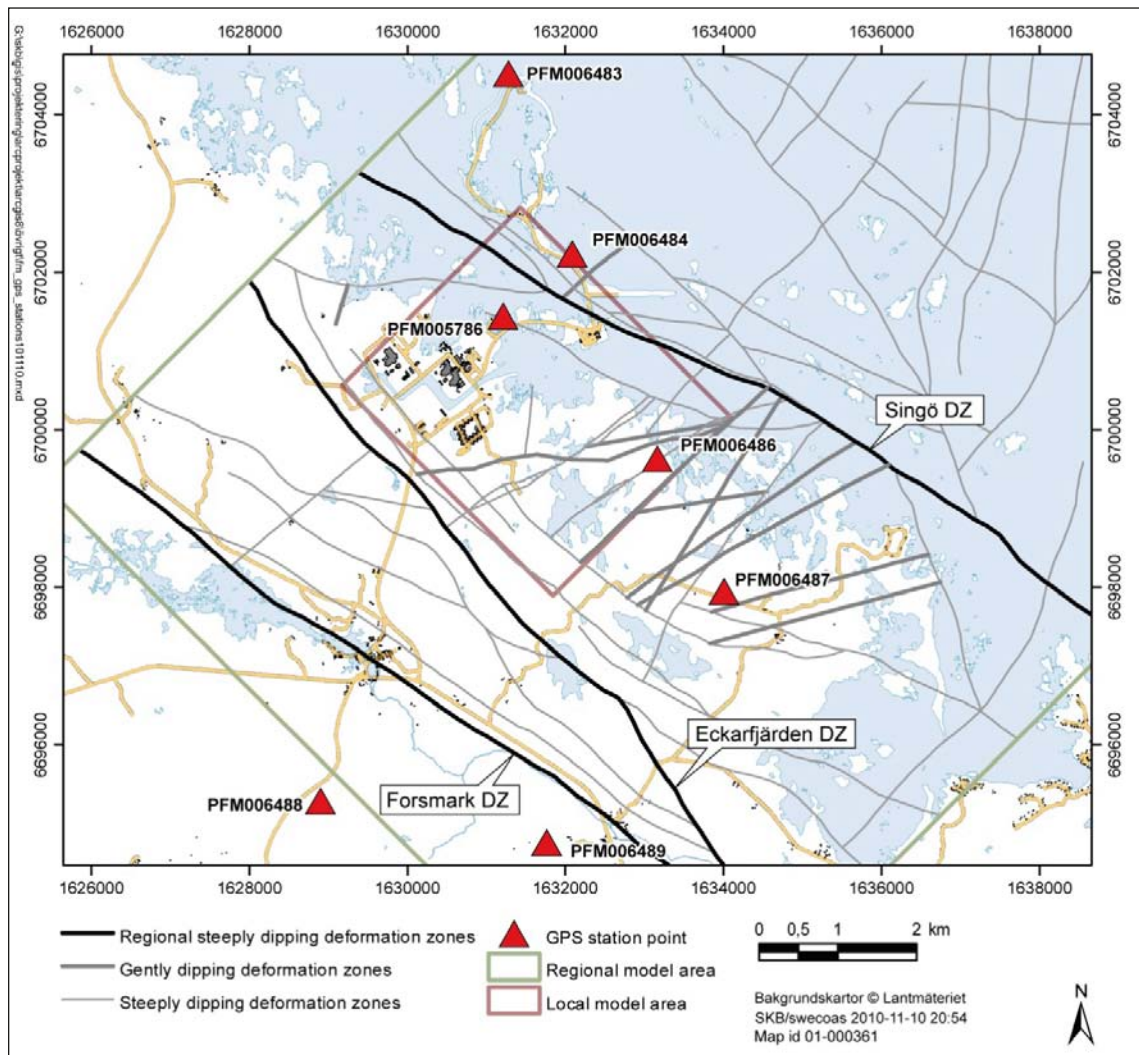 1626000 1628000 1630000 1632000 1634000 1636000 1638000
6704000
6704000
PFM006483
PFM006484
6702000
6702000
PFM005786
Singö DZ
6700000
6700000
PFM006486
6698000
6698000
PFM006487
Eckarfjärden DZ
6696000
6696000
Forsmark DZ
PFM006488
PFM006489
1626000 1628000 1630000 1632000 1634000 1636000 1638000
Regional steeply dipping deformation zones
Gently dipping deformation zones
Steeply dipping deformation zones
GPS station point
Regional model area
Local model area
0 0,5 1 2 km
Bakgrundskartor © Lantmäteriet
SKB/swecoas 2010-11-10 20:54
Map id 01-000361
N